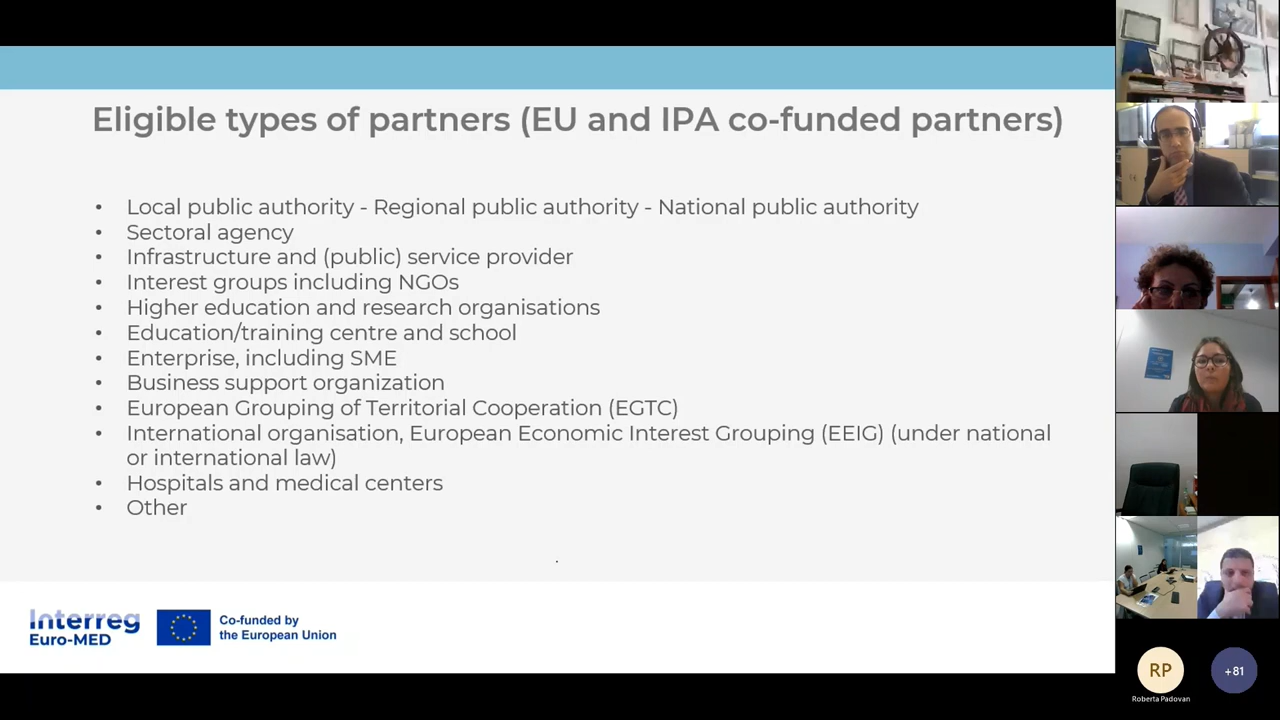 Eligible types of partners (EU and IPA co-funded partners)
• Local public authority - Regional public authority - National public authority
• Sectoral agency
• Infrastructure and (public) service provider
• Interest groups including NGOs
• Higher education and research organisations
• Education/training centre and school
• Enterprise, including SME
• Business support organization
• European Grouping of Territorial Cooperation (EGTC)
• International organisation, European Economic Interest Grouping (EEIG) (under national
or international law)
• Hospitals and medical centers
• Other
Interreg
Euro-MED
Co-funded by
the European Union
RP
Roberta Padovan
+81